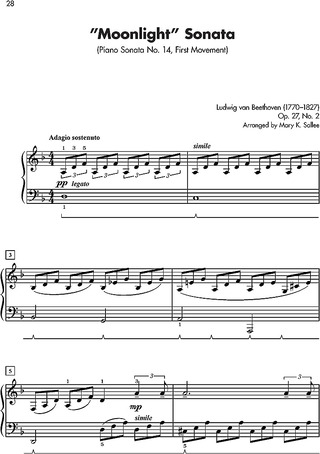 28
"Moonlight" Sonata
(Piano Sonata No. 14, First Movement)
Ludwig van Beethoven (1770–1827)
Op. 27, No. 2
Arranged by Mary K. Sallee
Adagio sostenuto
1 3 5
simile
3 3 3 3
pp legato
1
3
1
5
1 1 3
3 3
mp
simile
5 1